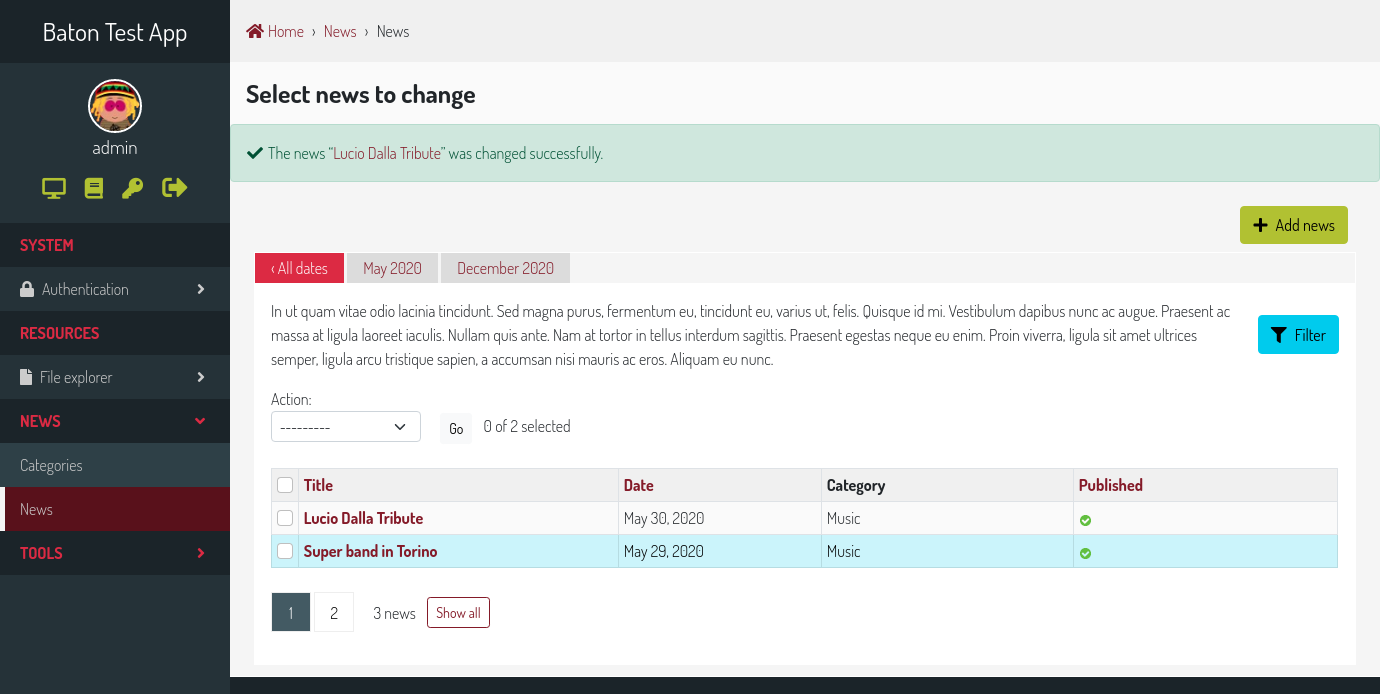 Baton Test App
admin
SYSTEM
Authentication
RESOURCES
File explorer
NEWS
Categories
News
TOOLS
Home › News › News
Select news to change
The news “Lucio Dalla Tribute” was changed successfully.
Add news
‹ All dates May 2020 December 2020
In ut quam vitae odio lacinia tincidunt. Sed magna purus, fermentum eu, tincidunt eu, varius ut, felis. Quisque id mi. Vestibulum dapibus nunc ac augue. Praesent ac
massa at ligula laoreet iaculis. Nullam quis ante. Nam at tortor in tellus interdum sagittis. Praesent egestas neque eu enim. Proin viverra, ligula sit amet ultrices
semper, ligula arcu tristique sapien, a accumsan nisi mauris ac eros. Aliquam eu nunc.
Filter
Action:
--------- Go 0 of 2 selected
Title Date Category Published
Lucio Dalla Tribute May 30, 2020 Music
Super band in Torino May 29, 2020 Music
1 2 3 news Show all